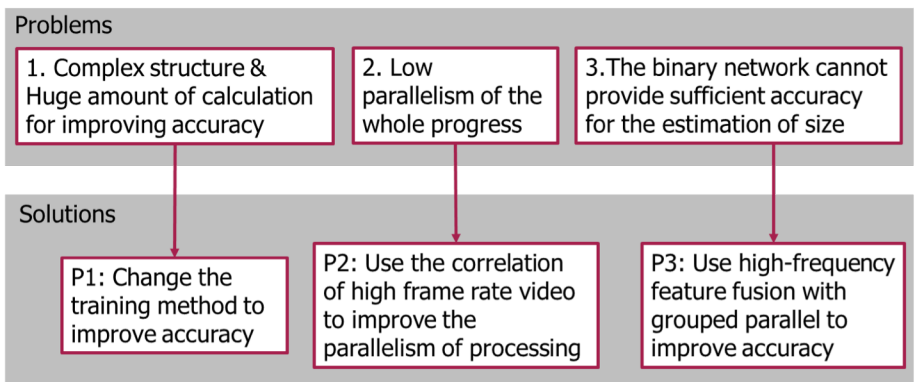 Problems
1. Complex structure &
Huge amount of calculation
for improving accuracy
2. Low
parallelism of the
whole progress
3.The binary network cannot
provide sufficient accuracy
for the estimation of size
Solutions
P1: Change the
training method to
improve accuracy
P2: Use the correlation
of high frame rate video
to improve the
parallelism of processing
P3: Use high-frequency
feature fusion with
grouped parallel to
improve accuracy